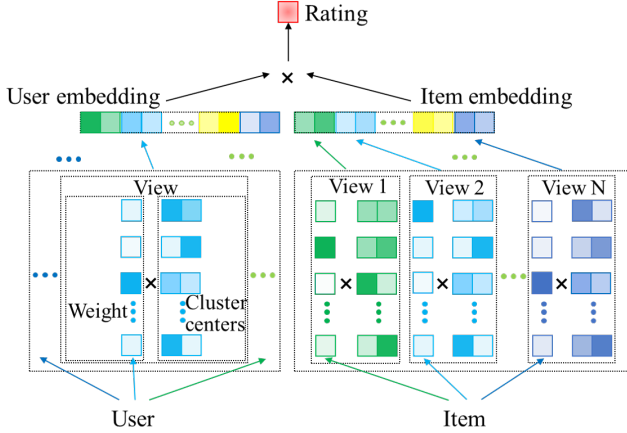 Rating
×
User embedding
Item embedding
View
View 1
View 2
View N
×
×
×
×
Weight
Cluster
centers
User
Item